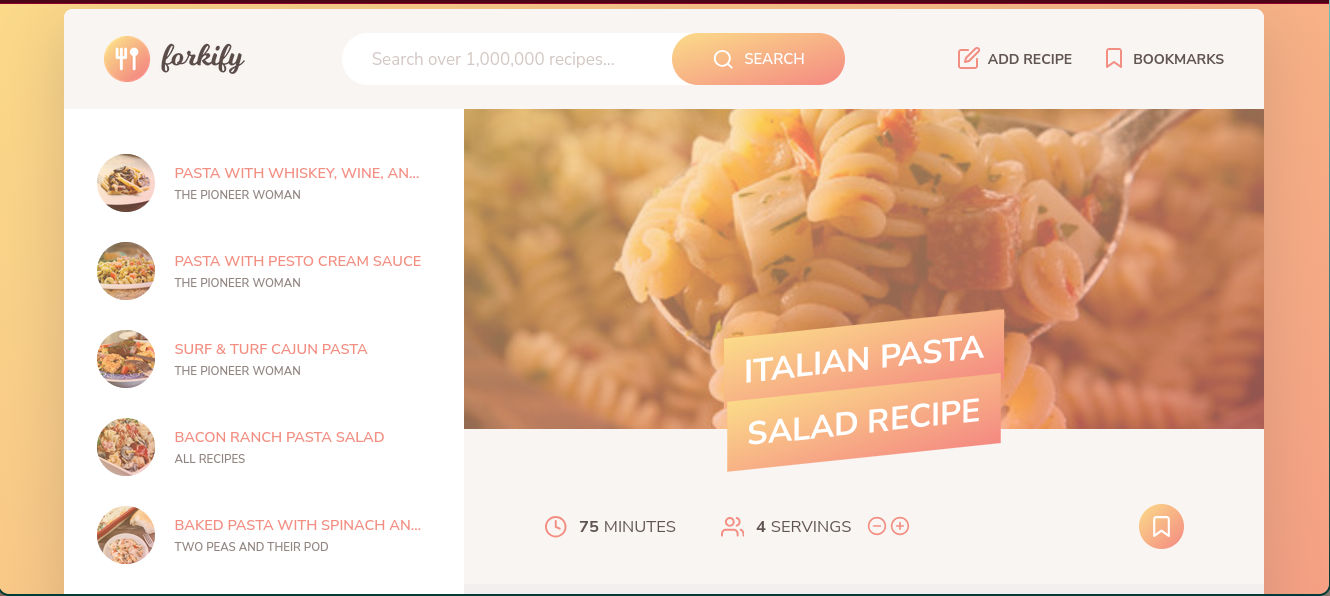 forkify
Search over 1,000,000 recipes...
SEARCH
ADD RECIPE
BOOKMARKS
PASTA WITH WHISKEY, WINE, AN...
THE PIONEER WOMAN
PASTA WITH PESTO CREAM SAUCE
THE PIONEER WOMAN
SURF & TURF CAJUN PASTA
THE PIONEER WOMAN
BACON RANCH PASTA SALAD
ALL RECIPES
BAKED PASTA WITH SPINACH AN...
TWO PEAS AND THEIR POD
ITALIAN PASTA
SALAD RECIPE
75 MINUTES
4 SERVINGS